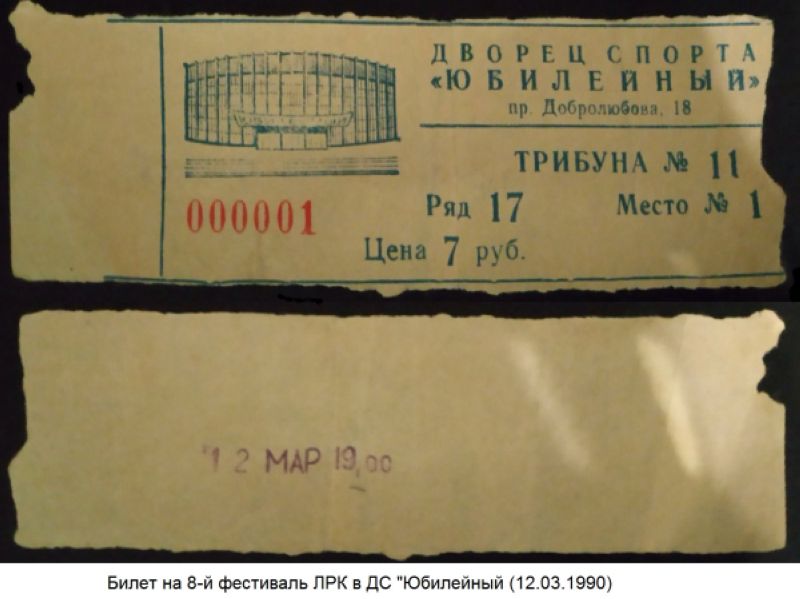 ДВОРЕЦ СПОРТА
«ЮБИЛЕЙНЫЙ»
пр. Добролюбова, 18
ТРИБУНА № 11
000001
Ряд 17 Место № 1
Цена 7 руб.
12 МАР 19,00
Билет на 8-й фестиваль ЛРК в ДС "Юбилейный (12.03.1990)